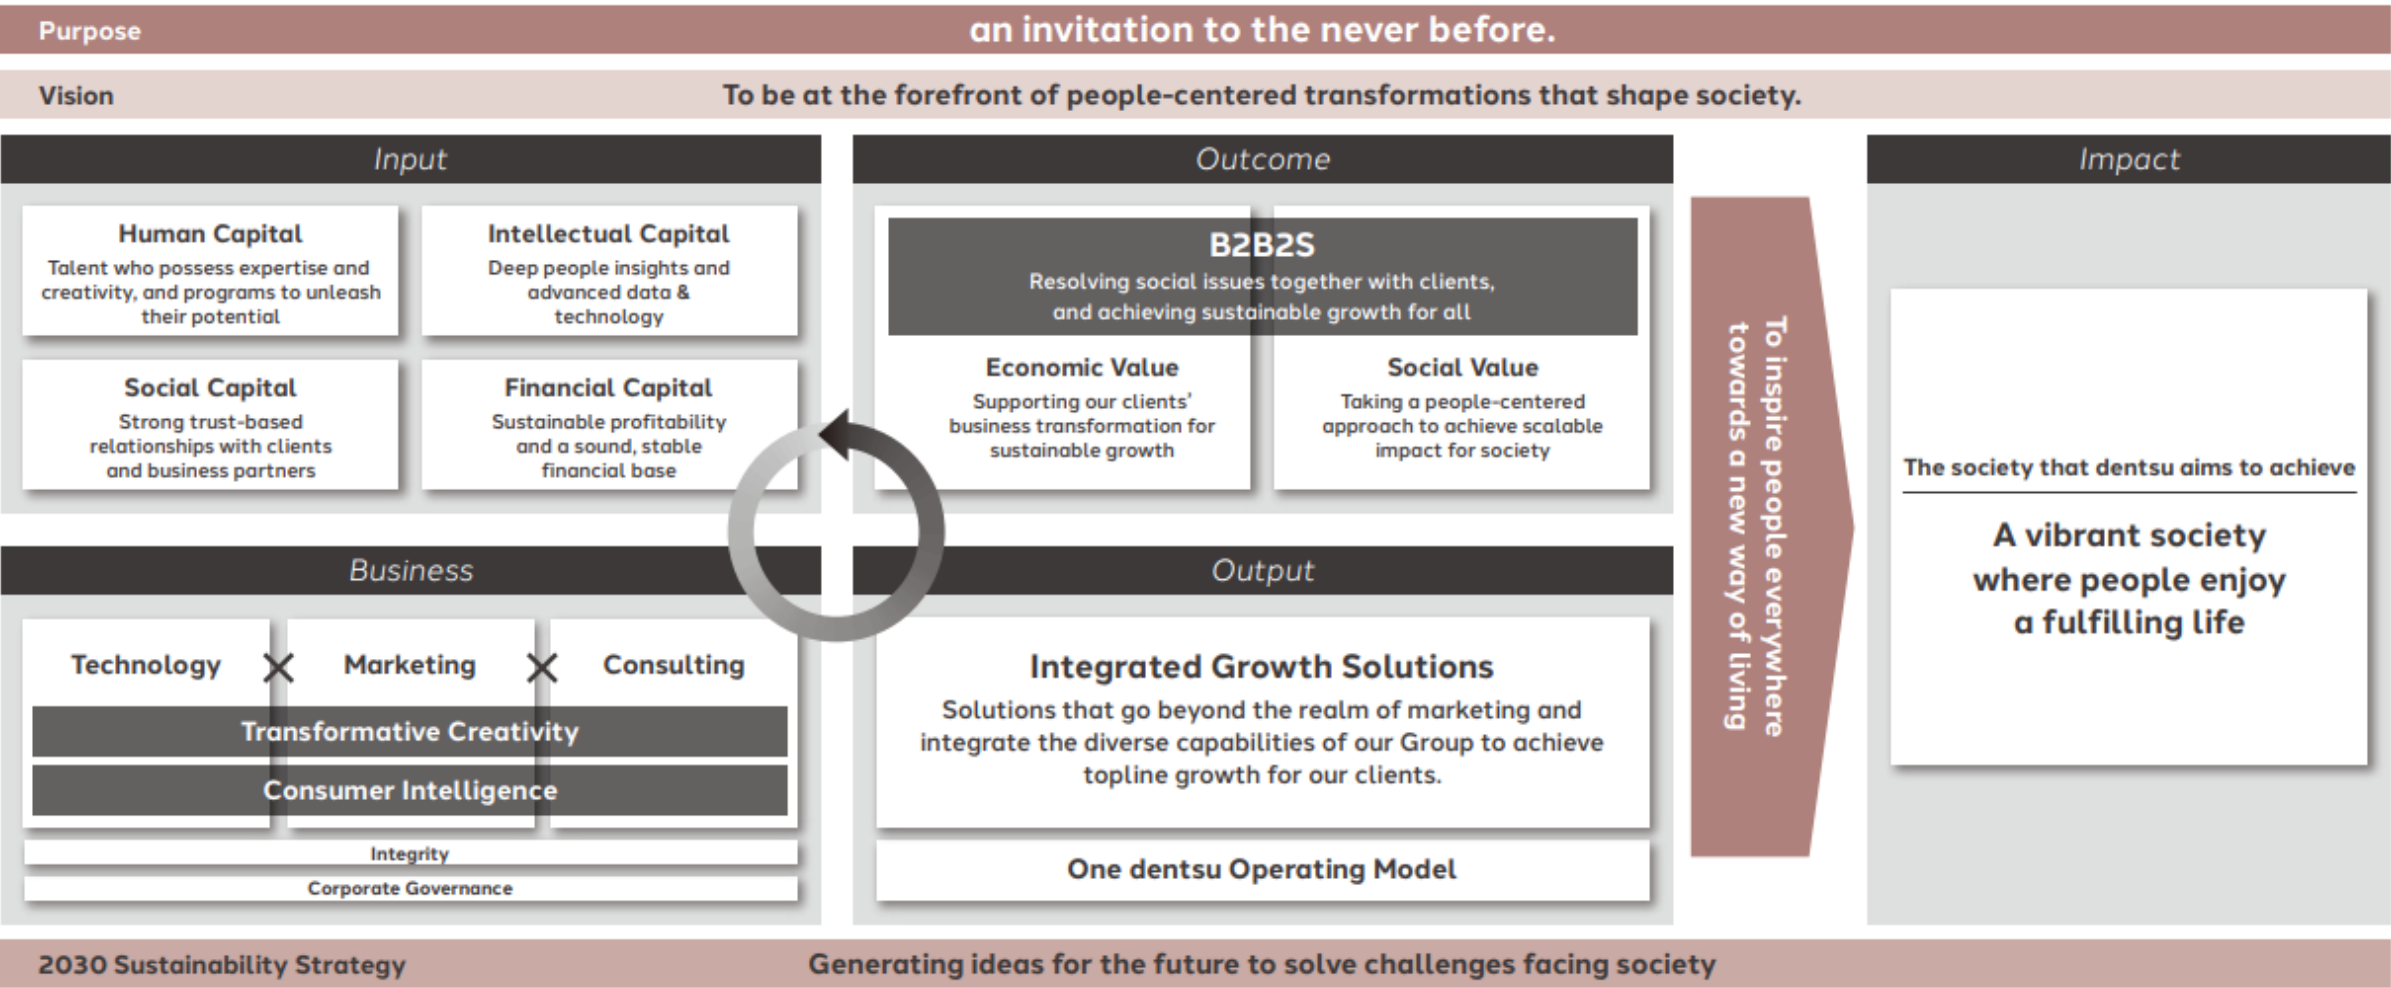 Purpose
an invitation to the never before.
Vision
To be at the forefront of people-centered transformations that shape society.
Input
Human Capital
Talent who possess expertise and
creativity, and programs to unleash
their potential
Intellectual Capital
Deep people insights and
advanced data &
technology
Social Capital
Strong trust-based
relationships with clients
and business partners
Financial Capital
Sustainable profitability
and a sound, stable
financial base
Business
Technology × Marketing × Consulting
Transformative Creativity
Consumer Intelligence
Integrity
Corporate Governance
Outcome
B2B2S
Resolving social issues together with clients,
and achieving sustainable growth for all
Economic Value
Supporting our clients'
business transformation for
sustainable growth
Social Value
Taking a people-centered
approach to achieve scalable
impact for society
Output
Integrated Growth Solutions
Solutions that go beyond the realm of marketing and
integrate the diverse capabilities of our Group to achieve
topline growth for our clients.
One dentsu Operating Model
To inspire people everywhere
towards a new way of living
Impact
The society that dentsu aims to achieve
A vibrant society
where people enjoy
a fulfilling life
2030 Sustainability Strategy
Generating ideas for the future to solve challenges facing society